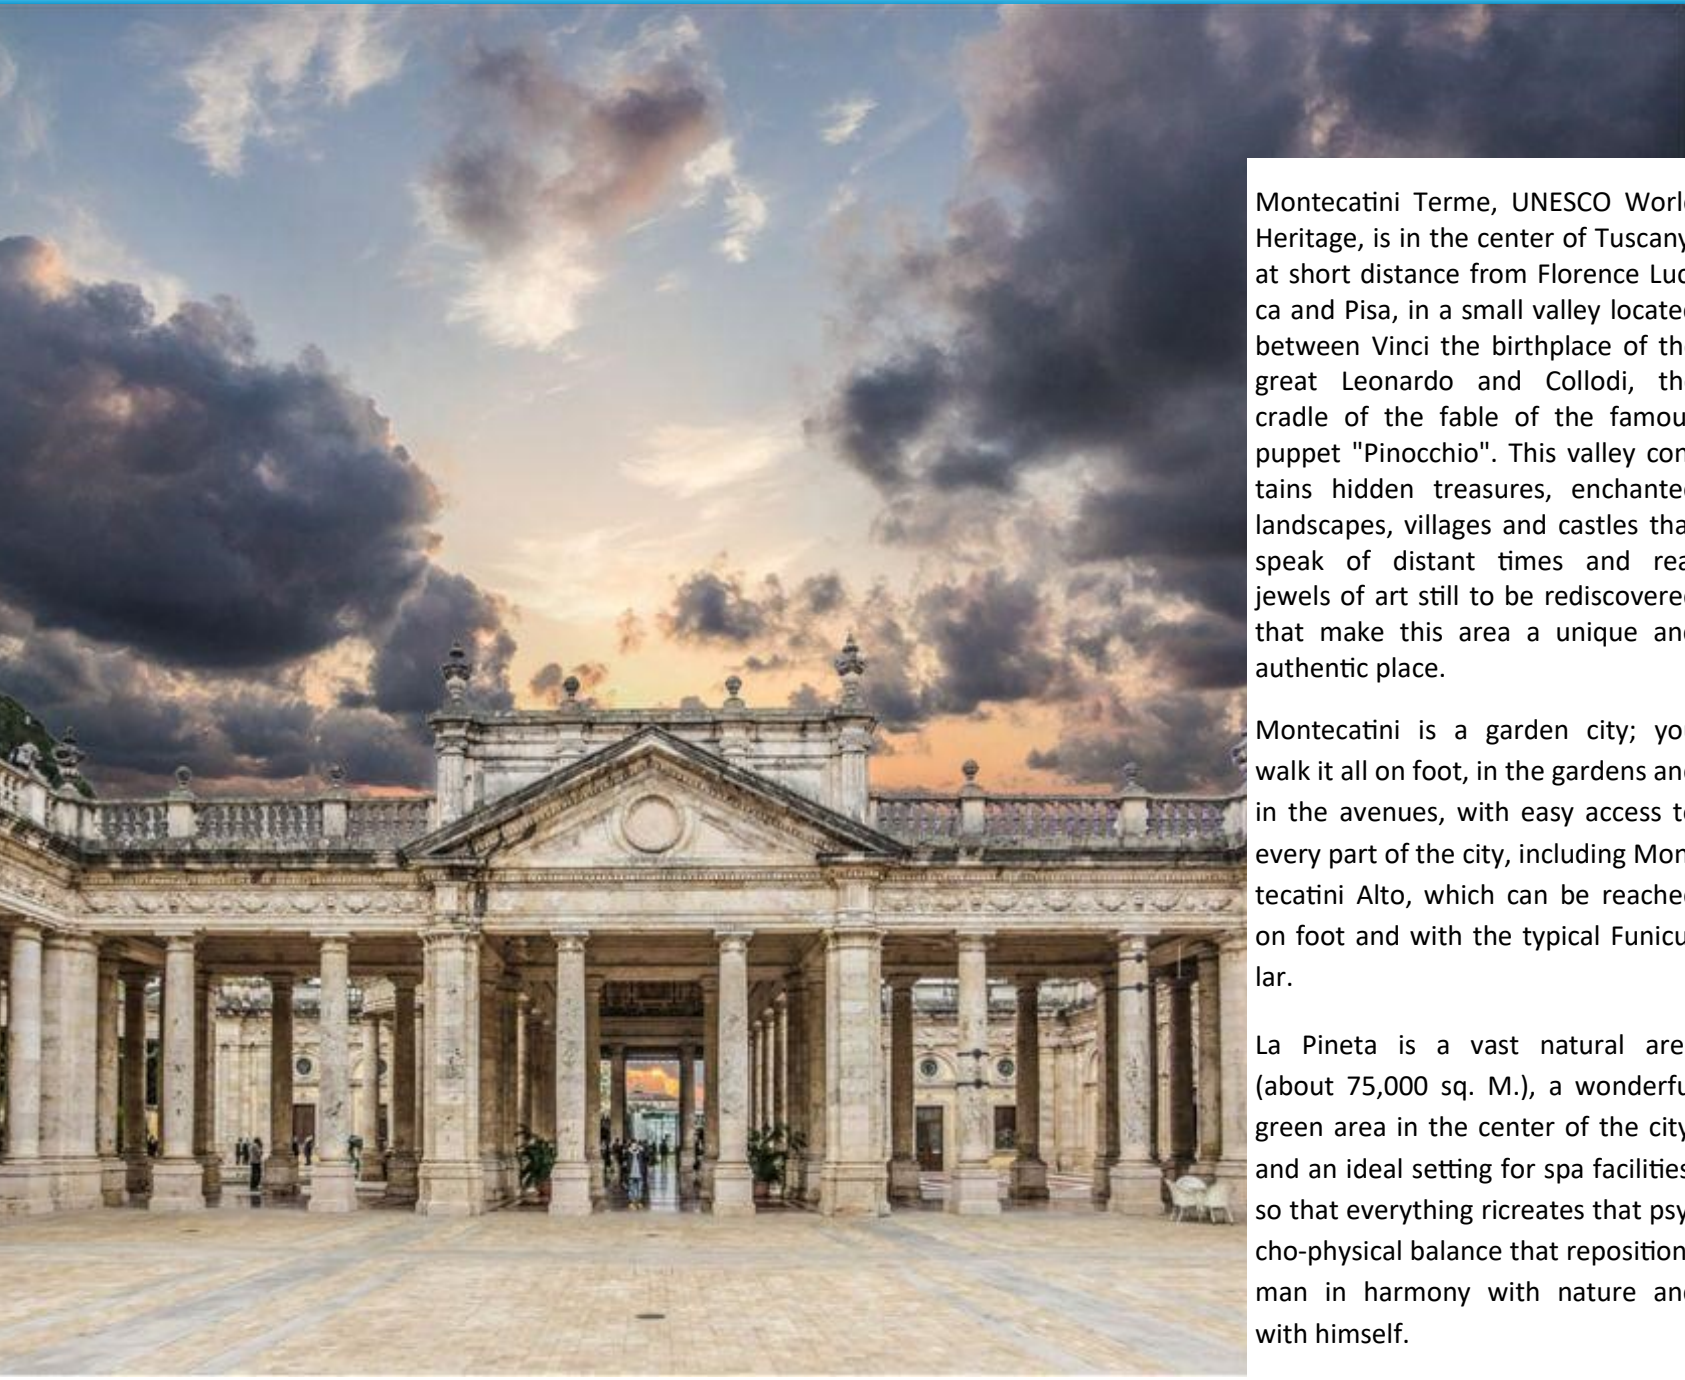 Montecatini Terme, UNESCO Worl
Heritage, is in the center of Tuscany
at short distance from Florence Luc
ca and Pisa, in a small valley locate
between Vinci the birthplace of th
great Leonardo and Collodi, th
cradle of the fable of the famou
puppet "Pinocchio". This valley con
tains hidden treasures, enchante
landscapes, villages and castles tha
speak of distant times and rea
jewels of art still to be rediscovere
that make this area a unique an
authentic place.
Montecatini is a garden city; yo
walk it all on foot, in the gardens an
in the avenues, with easy access t
every part of the city, including Mon
tecatini Alto, which can be reache
on foot and with the typical Funicu
lar.
La Pineta is a vast natural are
(about 75,000 sq. M.), a wonderfu
green area in the center of the city
and an ideal setting for spa facilities
so that everything ricreates that psy
cho-physical balance that reposition
man in harmony with nature an
with himself.